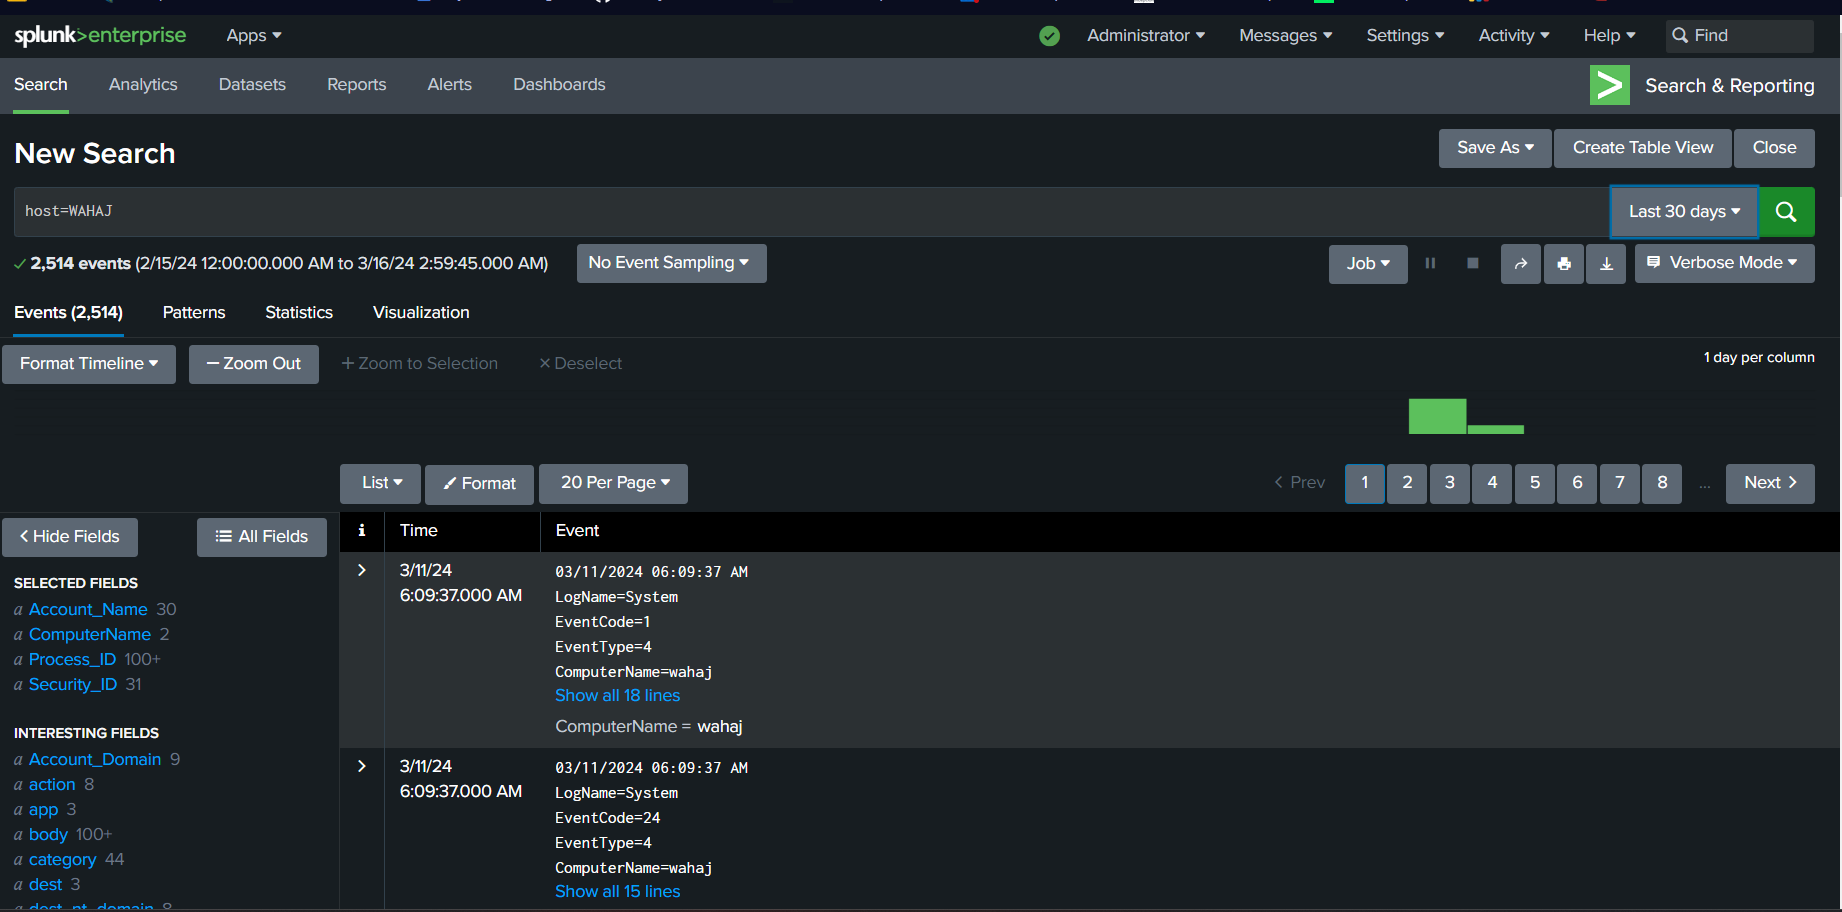 splunk>enterprise Apps Administrator Messages Settings Activity Help Find
Search Analytics Datasets Reports Alerts Dashboards Search & Reporting
New Search Save As Create Table View Close
host=WAHAJ Last 30 days
2,514 events (2/15/24 12:00:00.000 AM to 3/16/24 2:59:45.000 AM) No Event Sampling Job Verbose Mode
Events (2,514) Patterns Statistics Visualization
Format Timeline — Zoom Out + Zoom to Selection × Deselect 1 day per column
List Format 20 Per Page < Prev 1 2 3 4 5 6 7 8 ... Next >
< Hide Fields All Fields
i Time Event
SELECTED FIELDS
a Account_Name 30
a ComputerName 2
a Process_ID 100+
a Security_ID 31
INTERESTING FIELDS
a Account_Domain 9
a action 8
a app 3
a body 100+
a category 44
a dest 3
a dest_nt_domain 8
> 3/11/24
6:09:37.000 AM
03/11/2024 06:09:37 AM
LogName=System
EventCode=1
EventType=4
ComputerName=wahaj
Show all 18 lines
ComputerName = wahaj
> 3/11/24
6:09:37.000 AM
03/11/2024 06:09:37 AM
LogName=System
EventCode=24
EventType=4
ComputerName=wahaj
Show all 15 lines